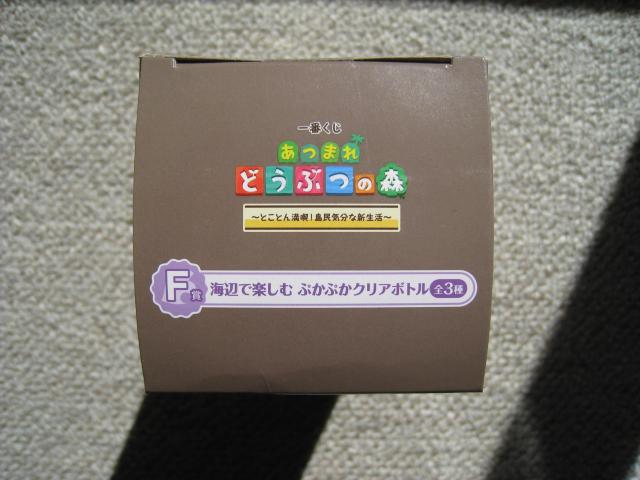 一番くじ
あつまれ
どうぶつの森
～とことん満喫!島民気分な新生活～
F賞 海辺で楽しむ ぷかぷかクリアボトル 全3種